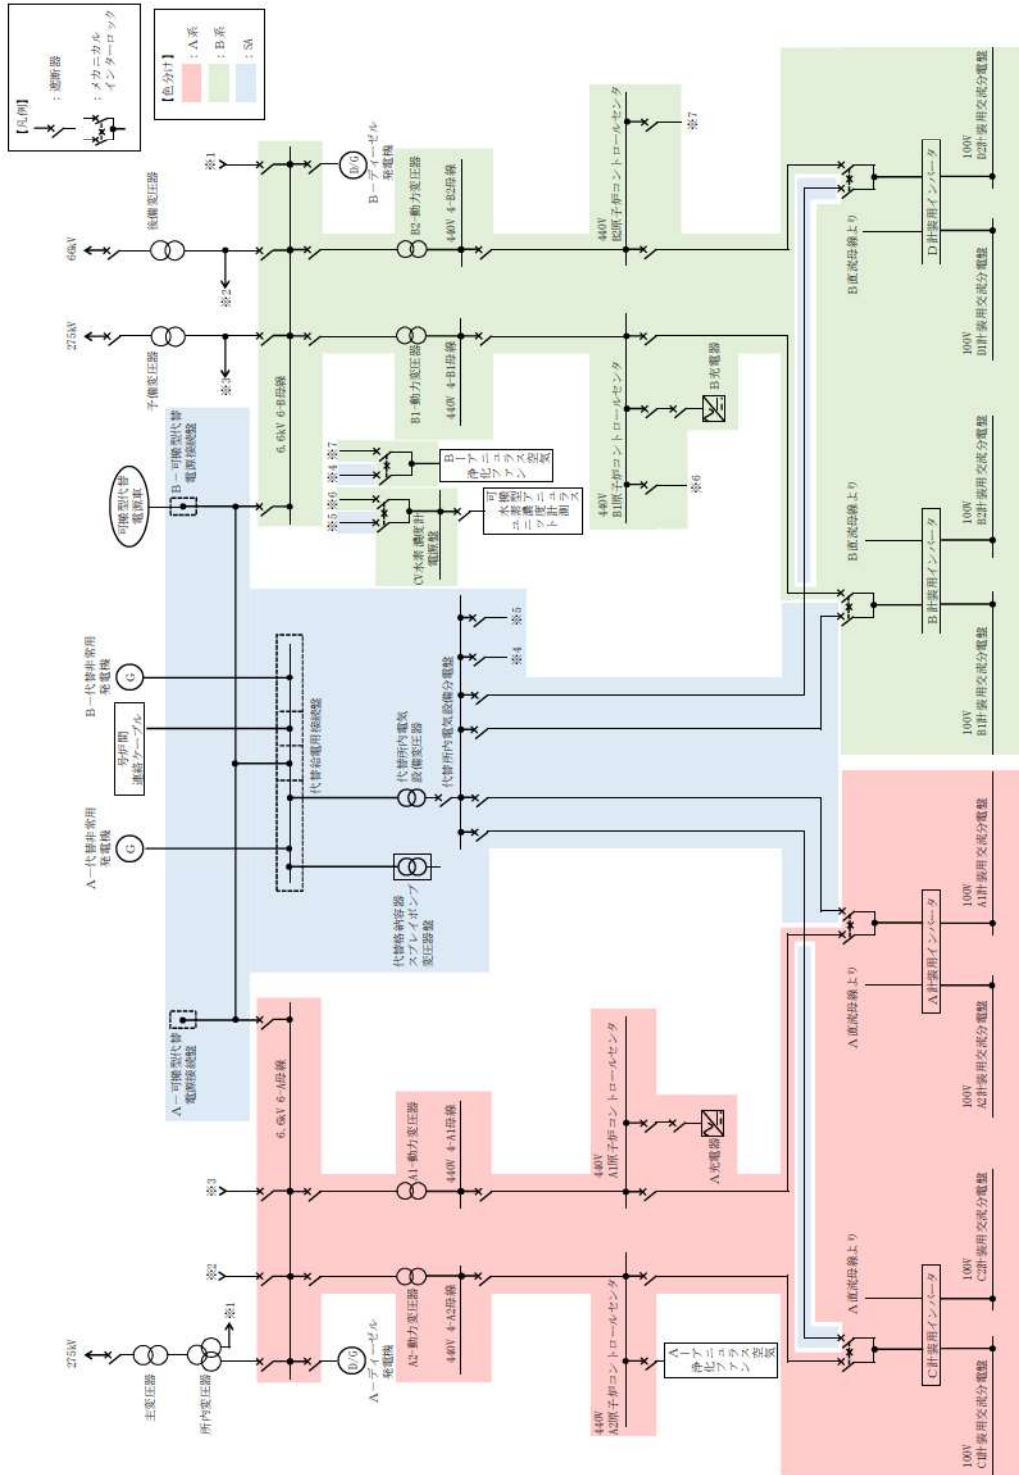 【凡例】
：遮断器
：メカニカル
インターロック
【色分け】
：A系
：B系
：SA
275kV
主変圧器
所内変圧器
※1
※2
※3
A－代替非常用
発電機
G
号炉間
連絡ケーブル
B－代替非常用
発電機
G
可搬型代替
電源車
275kV
予備変圧器
※3
66kV
後備変圧器
※2
※1
A－可搬型代替
電源接続盤
B－可搬型代替
電源接続盤
6.6kV 6-A母線
代替給電用接続盤
6.6kV 6-B母線
D/G
A－ディーゼル
発電機
D/G
B－ディーゼル
発電機
A2-動力変圧器
A1-動力変圧器
代替格納容器
スプレイポンプ
変圧器盤
代替所内電気
設備変圧器
B1-動力変圧器
B2-動力変圧器
440V 4-A2母線
440V 4-A1母線
代替所内電気設備分電盤
440V 4-B1母線
440V 4-B2母線
※4
※5
※5 ※6
※4 ※7
CV水素濃度計
電源盤
可搬型アニュラス
水素濃度計測
ユニット
B－アニュラス空気
浄化ファン
440V
A2原子炉コントロールセンタ
440V
A1原子炉コントロールセンタ
440V
B1原子炉コントロールセンタ
440V
B2原子炉コントロールセンタ
A－アニュラス空気
浄化ファン
A充電器
※6
B充電器
※7
A直流母線より
A直流母線より
B直流母線より
B直流母線より
C計装用インバータ
A計装用インバータ
B計装用インバータ
D計装用インバータ
100V
C1計装用交流分電盤
100V
C2計装用交流分電盤
100V
A2計装用交流分電盤
100V
A1計装用交流分電盤
100V
B1計装用交流分電盤
100V
B2計装用交流分電盤
100V
D1計装用交流分電盤
100V
D2計装用交流分電盤